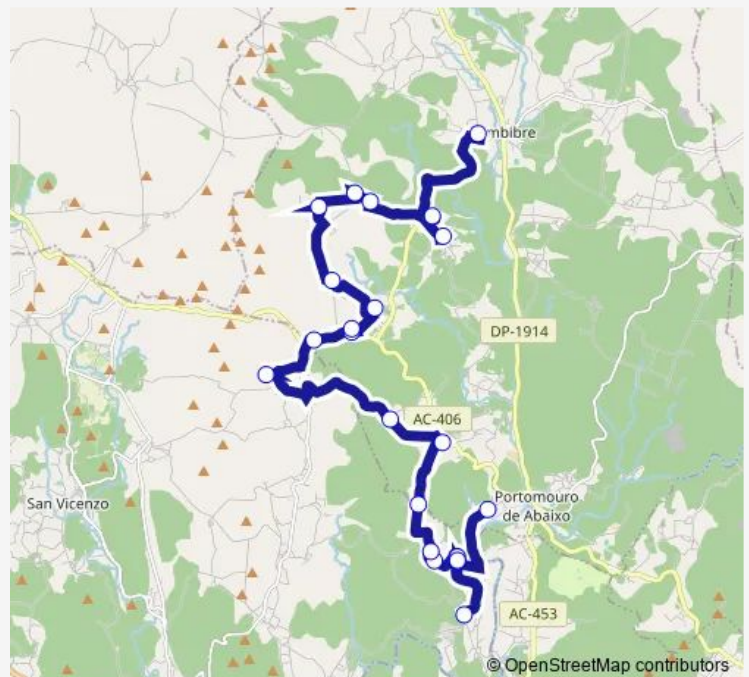 mbibre
DP-1914
AC-406
San Vicenzo
Portomouro
de Abaixo
AC-453
© OpenStreetMap contributors